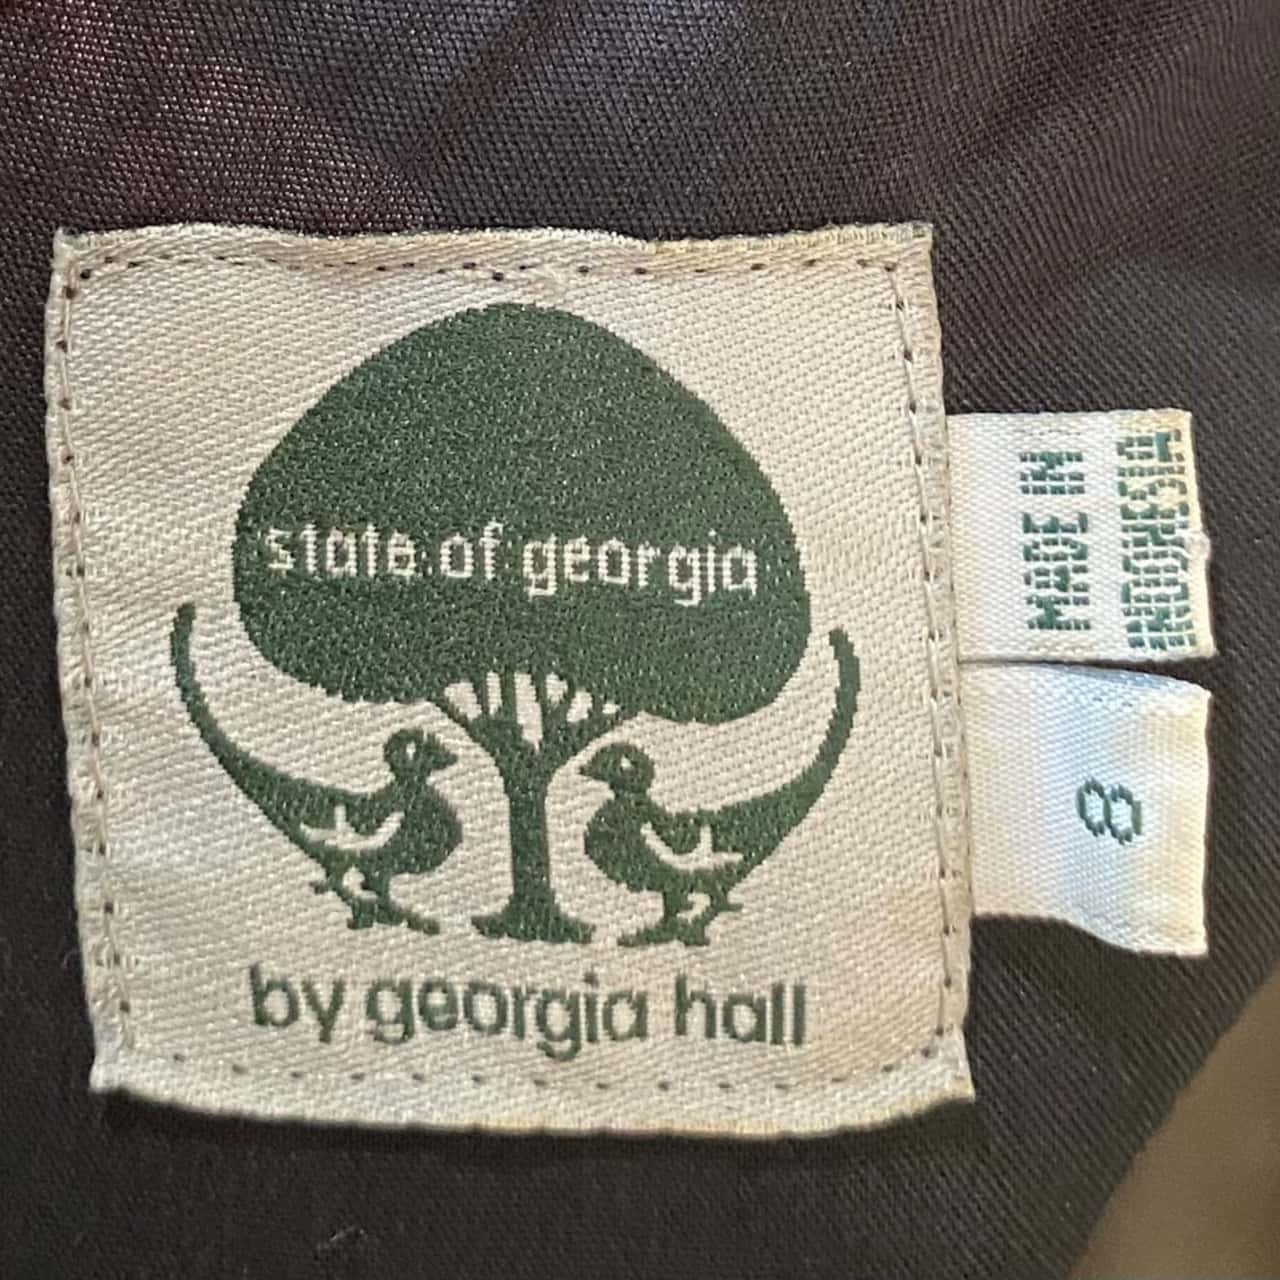 state of georgia
by georgia hall
MADE IN
INDONESIA
8